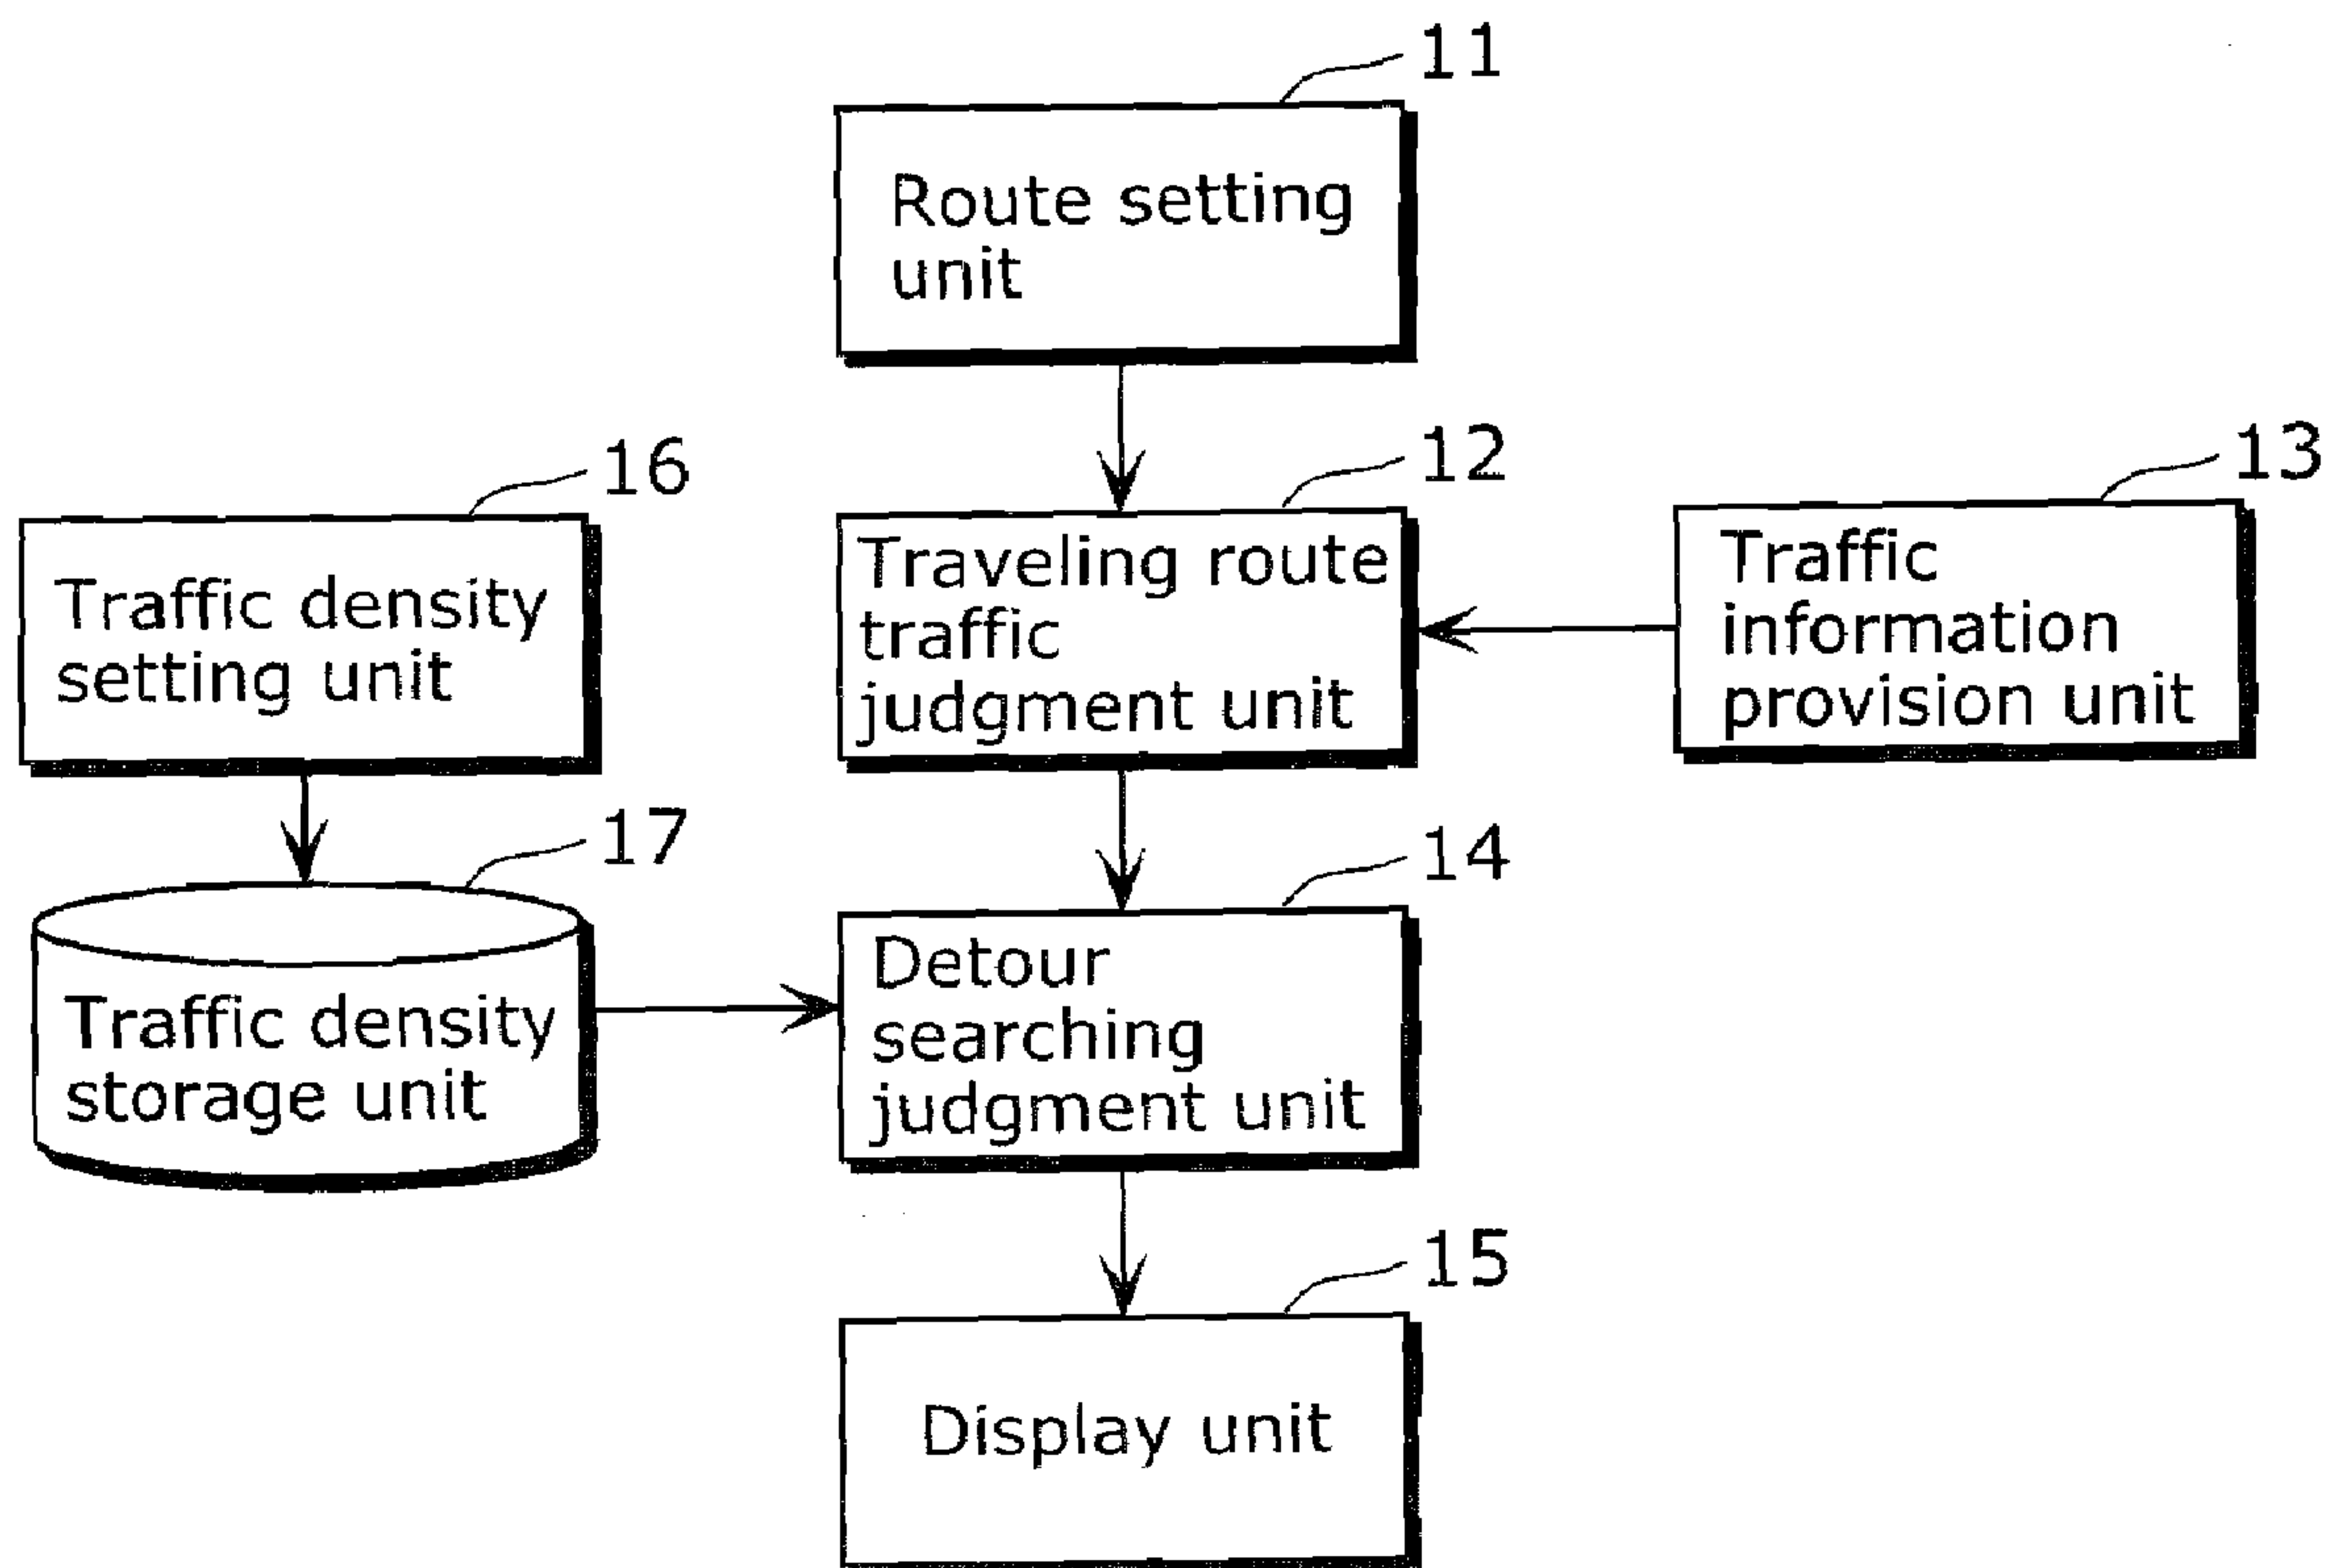 11
Route setting
unit
16
Traffic density
setting unit
12
Traveling route
traffic
judgment unit
13
Traffic
information
provision unit
17
Traffic density
storage unit
14
Detour
searching
judgment unit
15
Display unit